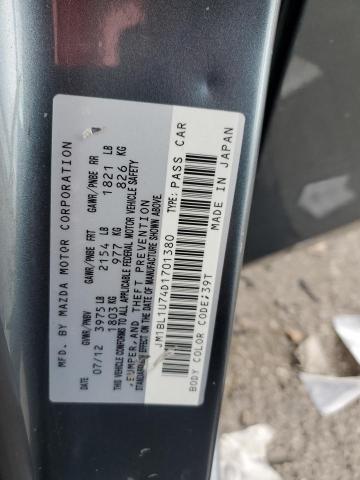 MFD. BY MAZDA MOTOR CORPORATION
DATE GVWR/PNBV GAWR/PNBE FRT GAWR/PNBE RR
07/12 3975 LB 2154 LB 1821 LB
1803 KG 977 KG 826 KG
THIS VEHICLE CONFORMS TO ALL APPLICABLE FEDERAL MOTOR VEHICLE SAFETY
,BUMPER,AND THEFT PREVENTION
STANDARDS IN EFFECT ON THE DATE OF MANUFACTURE SHOWN ABOVE.
JM1BL1U74D1701380 TYPE: PASS CAR
BODY COLOR CODE:39T MADE IN JAPAN